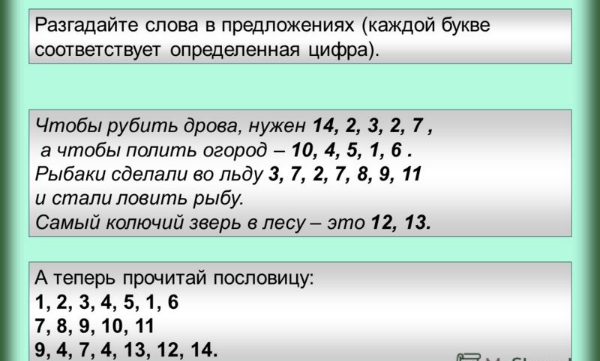 Разгадайте слова в предложениях (каждой букве
соответствует определенная цифра).
Чтобы рубить дрова, нужен 14, 2, 3, 2, 7 ,
а чтобы полить огород – 10, 4, 5, 1, 6 .
Рыбаки сделали во льду 3, 7, 2, 7, 8, 9, 11
и стали ловить рыбу.
Самый колючий зверь в лесу – это 12, 13.
А теперь прочитай пословицу:
1, 2, 3, 4, 5, 1, 6
7, 8, 9, 10, 11
9, 4, 7, 4, 13, 12, 14.